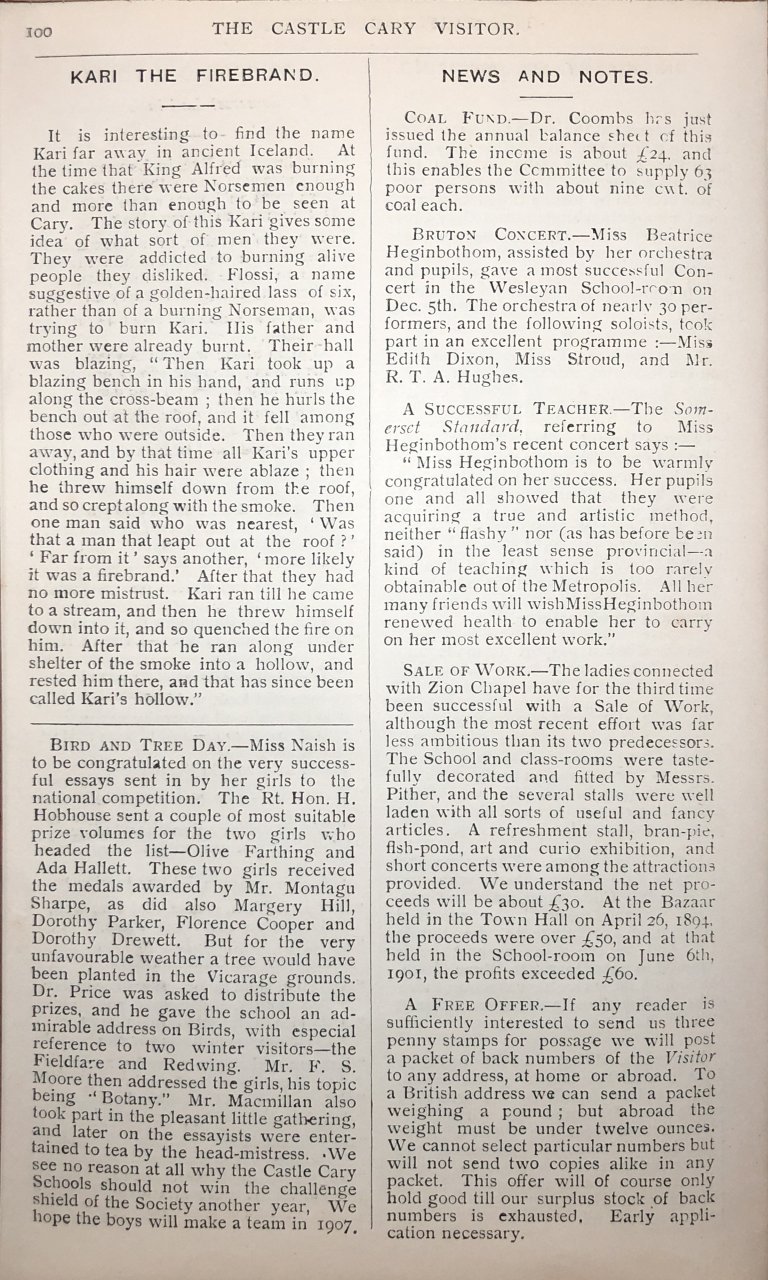 100
THE CASTLE CARY VISITOR.
KARI THE FIREBRAND.
It is interesting to find the name
Kari far away in ancient Iceland. At
the time that King Alfred was burning
the cakes there were Norsemen enough
and more than enough to be seen at
Cary. The story of this Kari gives some
idea of what sort of men they were.
They were addicted to burning alive
people they disliked. Flossi, a name
suggestive of a golden-haired lass of six,
rather than of a burning Norseman, was
trying to burn Kari. His father and
mother were already burnt. Their hall
was blazing, "Then Kari took up a
blazing bench in his hand, and runs up
along the cross-beam ; then he hurls the
bench out at the roof, and it fell among
those who were outside. Then they ran
away, and by that time all Kari's upper
clothing and his hair were ablaze ; then
he threw himself down from the roof,
and so crept along with the smoke. Then
one man said who was nearest, 'Was
that a man that leapt out at the roof ?'
'Far from it' says another, 'more likely
it was a firebrand.' After that they had
no more mistrust. Kari ran till he came
to a stream, and then he threw himself
down into it, and so quenched the fire on
him. After that he ran along under
shelter of the smoke into a hollow, and
rested him there, and that has since been
called Kari's hollow."
BIRD AND TREE DAY.—Miss Naish is
to be congratulated on the very success-
ful essays sent in by her girls to the
national competition. The Rt. Hon. H.
Hobhouse sent a couple of most suitable
prize volumes for the two girls who
headed the list—Olive Farthing and
Ada Hallett. These two girls received
the medals awarded by Mr. Montagu
Sharpe, as did also Margery Hill,
Dorothy Parker, Florence Cooper and
Dorothy Drewett. But for the very
unfavourable weather a tree would have
been planted in the Vicarage grounds.
Dr. Price was asked to distribute the
prizes, and he gave the school an ad-
mirable address on Birds, with especial
reference to two winter visitors—the
Fieldfare and Redwing. Mr. F. S.
Moore then addressed the girls, his topic
being "Botany." Mr. Macmillan also
took part in the pleasant little gathering,
and later on the essayists were enter-
tained to tea by the head-mistress. We
see no reason at all why the Castle Cary
Schools should not win the challenge
shield of the Society another year, We
hope the boys will make a team in 1907.
NEWS AND NOTES.
COAL FUND.—Dr. Coombs has just
issued the annual balance sheet of this
fund. The income is about £24, and
this enables the Committee to supply 63
poor persons with about nine cwt. of
coal each.
BRUTON CONCERT.—Miss Beatrice
Heginbothom, assisted by her orchestra
and pupils, gave a most successful Con-
cert in the Wesleyan School-room on
Dec. 5th. The orchestra of nearly 30 per-
formers, and the following soloists, took
part in an excellent programme :—Miss
Edith Dixon, Miss Stroud, and Mr.
R. T. A. Hughes.
A SUCCESSFUL TEACHER.—The Som-
erset Standard, referring to Miss
Heginbothom's recent concert says :—
"Miss Heginbothom is to be warmly
congratulated on her success. Her pupils
one and all showed that they were
acquiring a true and artistic method,
neither "flashy" nor (as has before been
said) in the least sense provincial—a
kind of teaching which is too rarely
obtainable out of the Metropolis. All her
many friends will wish Miss Heginbothom
renewed health to enable her to carry
on her most excellent work."
SALE OF WORK.—The ladies connected
with Zion Chapel have for the third time
been successful with a Sale of Work,
although the most recent effort was far
less ambitious than its two predecessors.
The School and class-rooms were taste-
fully decorated and fitted by Messrs.
Pither, and the several stalls were well
laden with all sorts of useful and fancy
articles. A refreshment stall, bran-pie,
fish-pond, art and curio exhibition, and
short concerts were among the attractions
provided. We understand the net pro-
ceeds will be about £30. At the Bazaar
held in the Town Hall on April 26, 1894,
the proceeds were over £50, and at that
held in the School-room on June 6th,
1901, the profits exceeded £60.
A FREE OFFER.—If any reader is
sufficiently interested to send us three
penny stamps for possage we will post
a packet of back numbers of the Visitor
to any address, at home or abroad. To
a British address we can send a packet
weighing a pound ; but abroad the
weight must be under twelve ounces.
We cannot select particular numbers but
will not send two copies alike in any
packet. This offer will of course only
hold good till our surplus stock of back
numbers is exhausted, Early appli-
cation necessary.